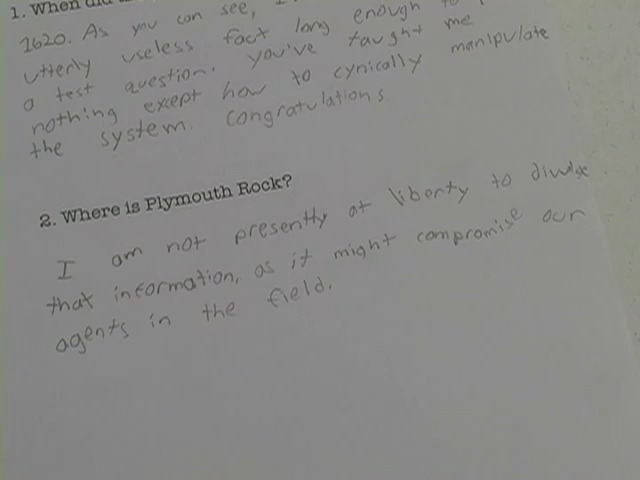 1. When did
1620. As you can see,
utterly useless fact long enough to
a test question. you've taught me
nothing except how to cynically manipulate
the system. congratulations
2. Where is Plymouth Rock?
I am not presently at liberty to divulge
that information, as it might compromise our
agents in the field.